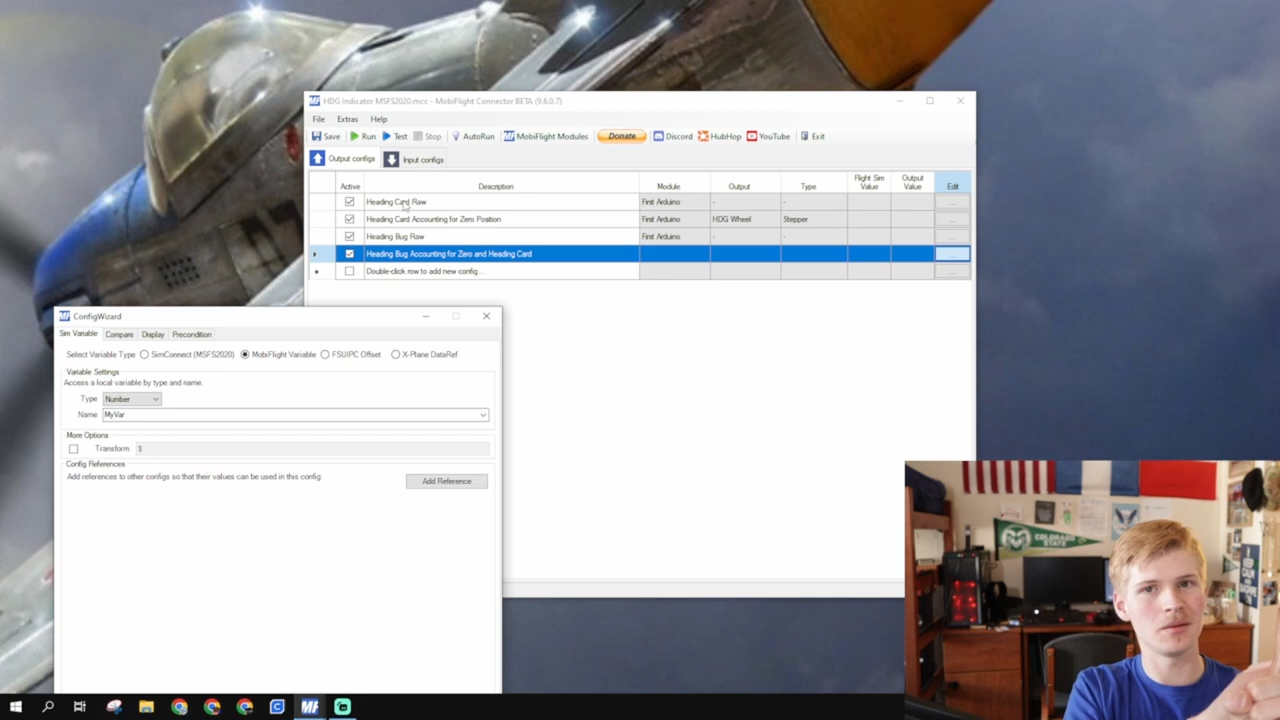 HDG Indicator MSFS2020.mcc - MobiFlight Connector BETA (9.6.0.7)
File Extras Help
Save Run Test Stop AutoRun MobiFlight Modules Donate Discord HubHop YouTube Exit
Output configs Input configs
Active Description Module Output Type Flight Sim Value Output Value Edit
Heading Card Raw First Arduino - - ...
Heading Card Accounting for Zero Position First Arduino HDG Wheel Stepper ...
Heading Bug Raw First Arduino - - ...
Heading Bug Accounting for Zero and Heading Card ...
Double-click row to add new config... ...
ConfigWizard
Sim Variable Compare Display Precondition
Select Variable Type SimConnect (MSFS2020) MobiFlight Variable FSUIPC Offset X-Plane DataRef
Variable Settings
Access a local variable by type and name.
Type Number
Name MyVar
More Options
Transform $
Config References
Add references to other configs so that their values can be used in this config:
Add Reference
COLORADO STATE
KEEP CALM AND